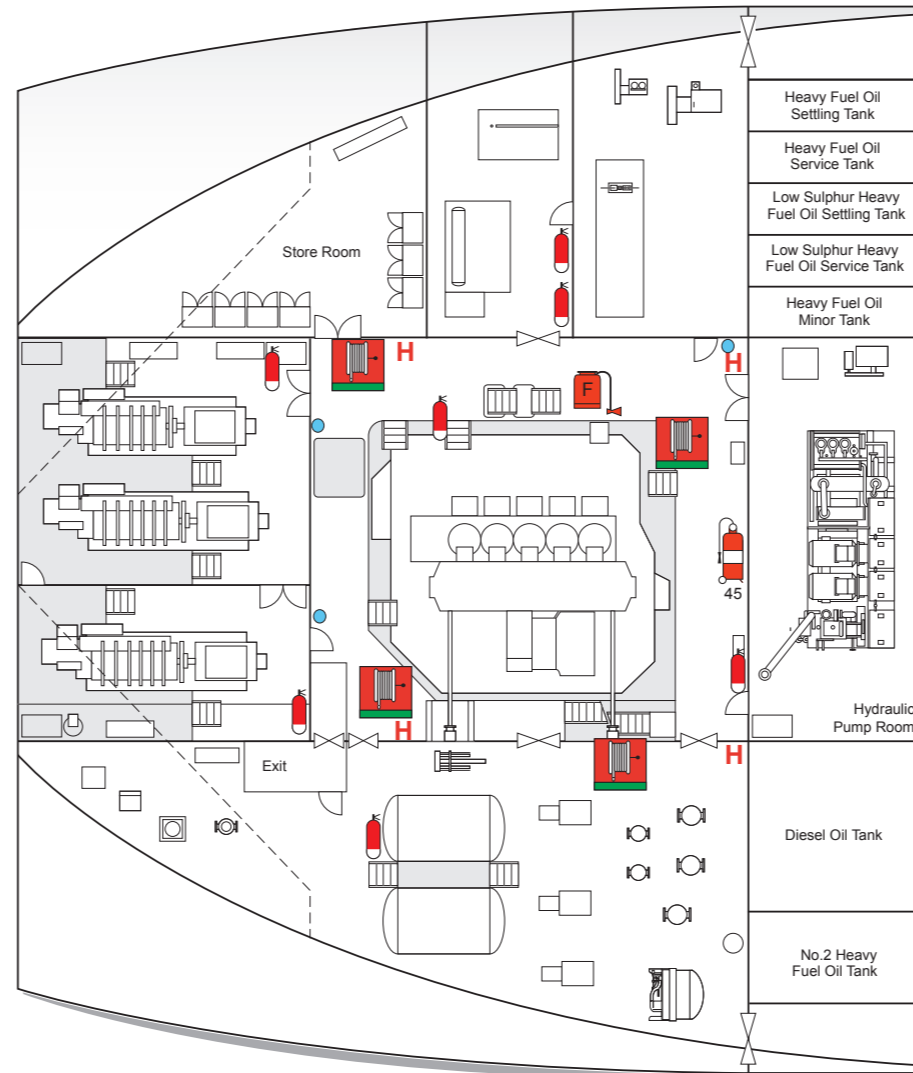 Heavy Fuel Oil
Settling Tank
Heavy Fuel Oil
Service Tank
Low Sulphur Heavy
Fuel Oil Settling Tank
Store Room
Low Sulphur Heavy
Fuel Oil Service Tank
Heavy Fuel Oil
Minor Tank
H
H
F
45
Hydraulic
Pump Room
H
H
Exit
Diesel Oil Tank
No.2 Heavy
Fuel Oil Tank